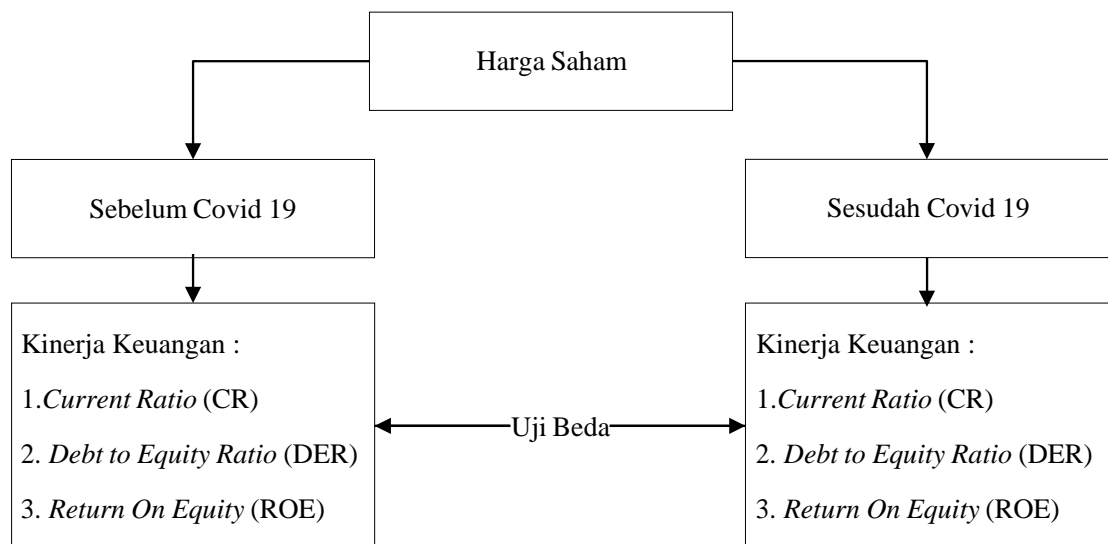 Harga Saham
Sebelum Covid 19
Sesudah Covid 19
Kinerja Keuangan :
1.Current Ratio (CR)
2. Debt to Equity Ratio (DER)
3. Return On Equity (ROE)
Uji Beda
Kinerja Keuangan :
1.Current Ratio (CR)
2. Debt to Equity Ratio (DER)
3. Return On Equity (ROE)